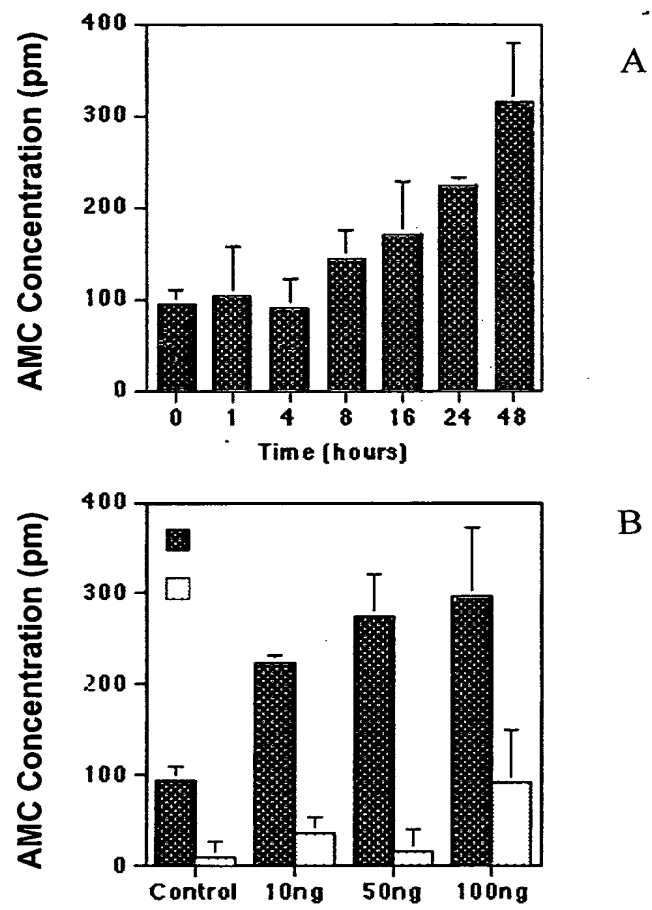 A
AMC Concentration (pm)
400
300
200
100
0
0 1 4 8 16 24 48
Time (hours)
B
AMC Concentration (pm)
400
300
200
100
0
Control 10ng 50ng 100ng